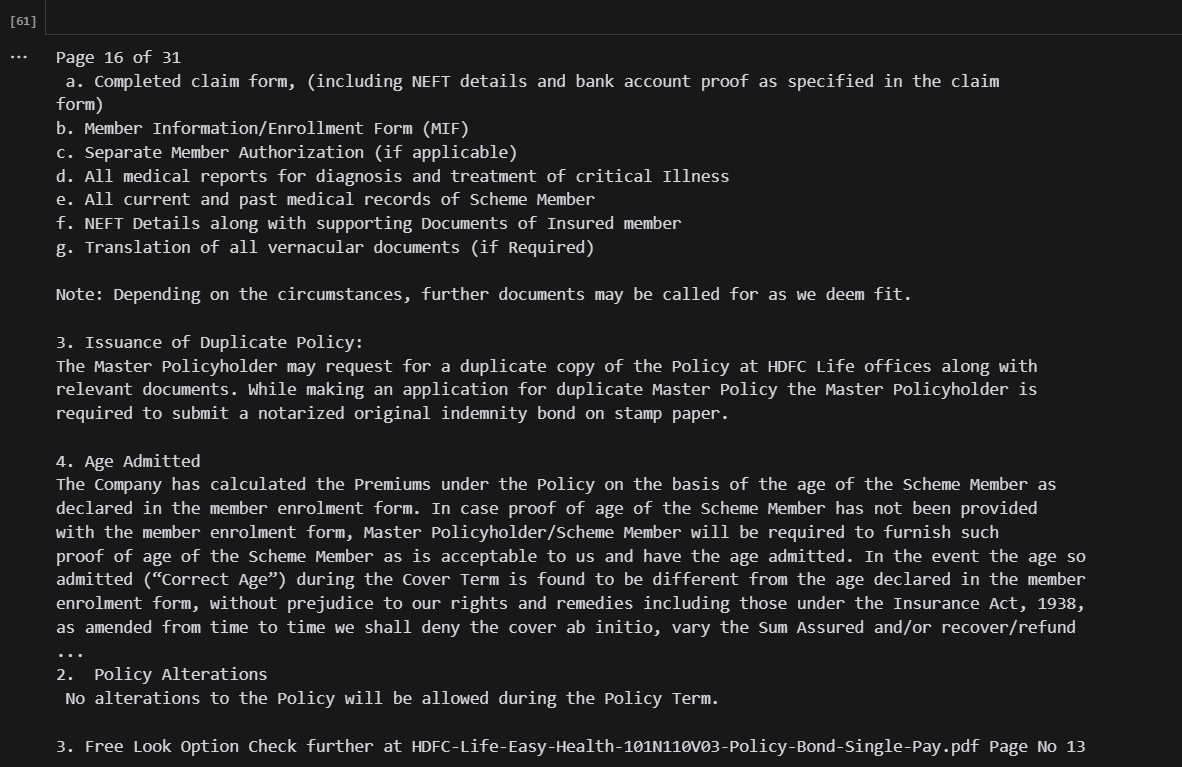 [61]
... Page 16 of 31
a. Completed claim form, (including NEFT details and bank account proof as specified in the claim
form)
b. Member Information/Enrollment Form (MIF)
c. Separate Member Authorization (if applicable)
d. All medical reports for diagnosis and treatment of critical Illness
e. All current and past medical records of Scheme Member
f. NEFT Details along with supporting Documents of Insured member
g. Translation of all vernacular documents (if Required)
Note: Depending on the circumstances, further documents may be called for as we deem fit.
3. Issuance of Duplicate Policy:
The Master Policyholder may request for a duplicate copy of the Policy at HDFC Life offices along with
relevant documents. While making an application for duplicate Master Policy the Master Policyholder is
required to submit a notarized original indemnity bond on stamp paper.
4. Age Admitted
The Company has calculated the Premiums under the Policy on the basis of the age of the Scheme Member as
declared in the member enrolment form. In case proof of age of the Scheme Member has not been provided
with the member enrolment form, Master Policyholder/Scheme Member will be required to furnish such
proof of age of the Scheme Member as is acceptable to us and have the age admitted. In the event the age so
admitted (“Correct Age”) during the Cover Term is found to be different from the age declared in the member
enrolment form, without prejudice to our rights and remedies including those under the Insurance Act, 1938,
as amended from time to time we shall deny the cover ab initio, vary the Sum Assured and/or recover/refund
...
2.  Policy Alterations
No alterations to the Policy will be allowed during the Policy Term.
3. Free Look Option Check further at HDFC-Life-Easy-Health-101N110V03-Policy-Bond-Single-Pay.pdf Page No 13